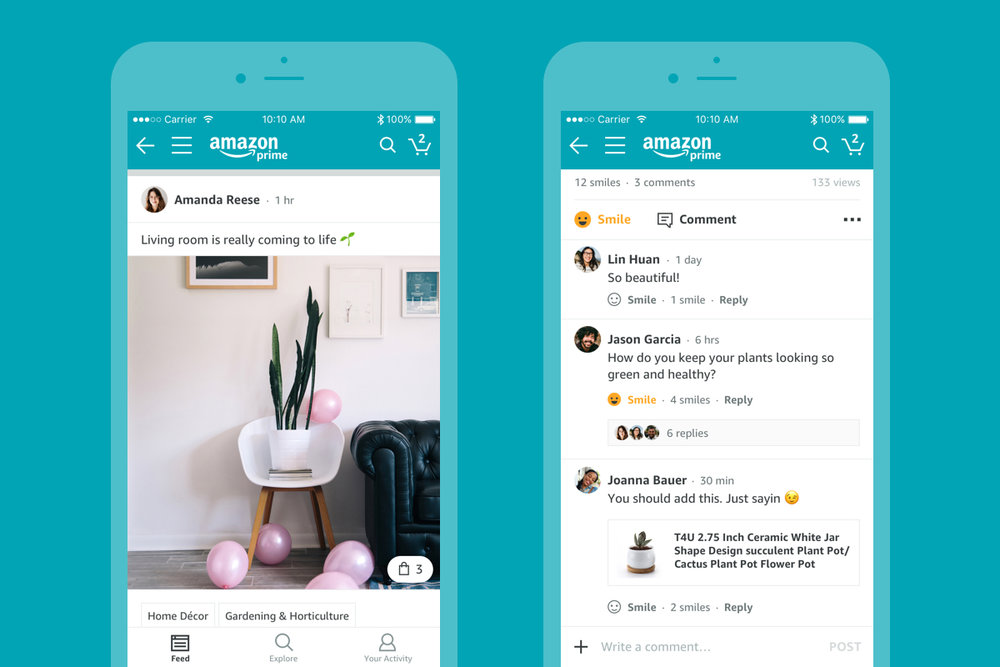 Carrier
10:10 AM
100%
amazon
prime
2
Amanda Reese · 1 hr
Living room is really coming to life
3
Home Décor
Gardening & Horticulture
Feed
Explore
Your Activity
Carrier
10:10 AM
100%
amazon
prime
2
12 smiles · 3 comments
133 views
Smile
Comment
Lin Huan · 1 day
So beautiful!
Smile · 1 smile · Reply
Jason Garcia · 6 hrs
How do you keep your plants looking so
green and healthy?
Smile · 4 smiles · Reply
6 replies
Joanna Bauer · 30 min
You should add this. Just sayin 😉
T4U 2.75 Inch Ceramic White Jar
Shape Design succulent Plant Pot/
Cactus Plant Pot Flower Pot
Smile · 2 smiles · Reply
Write a comment...
POST